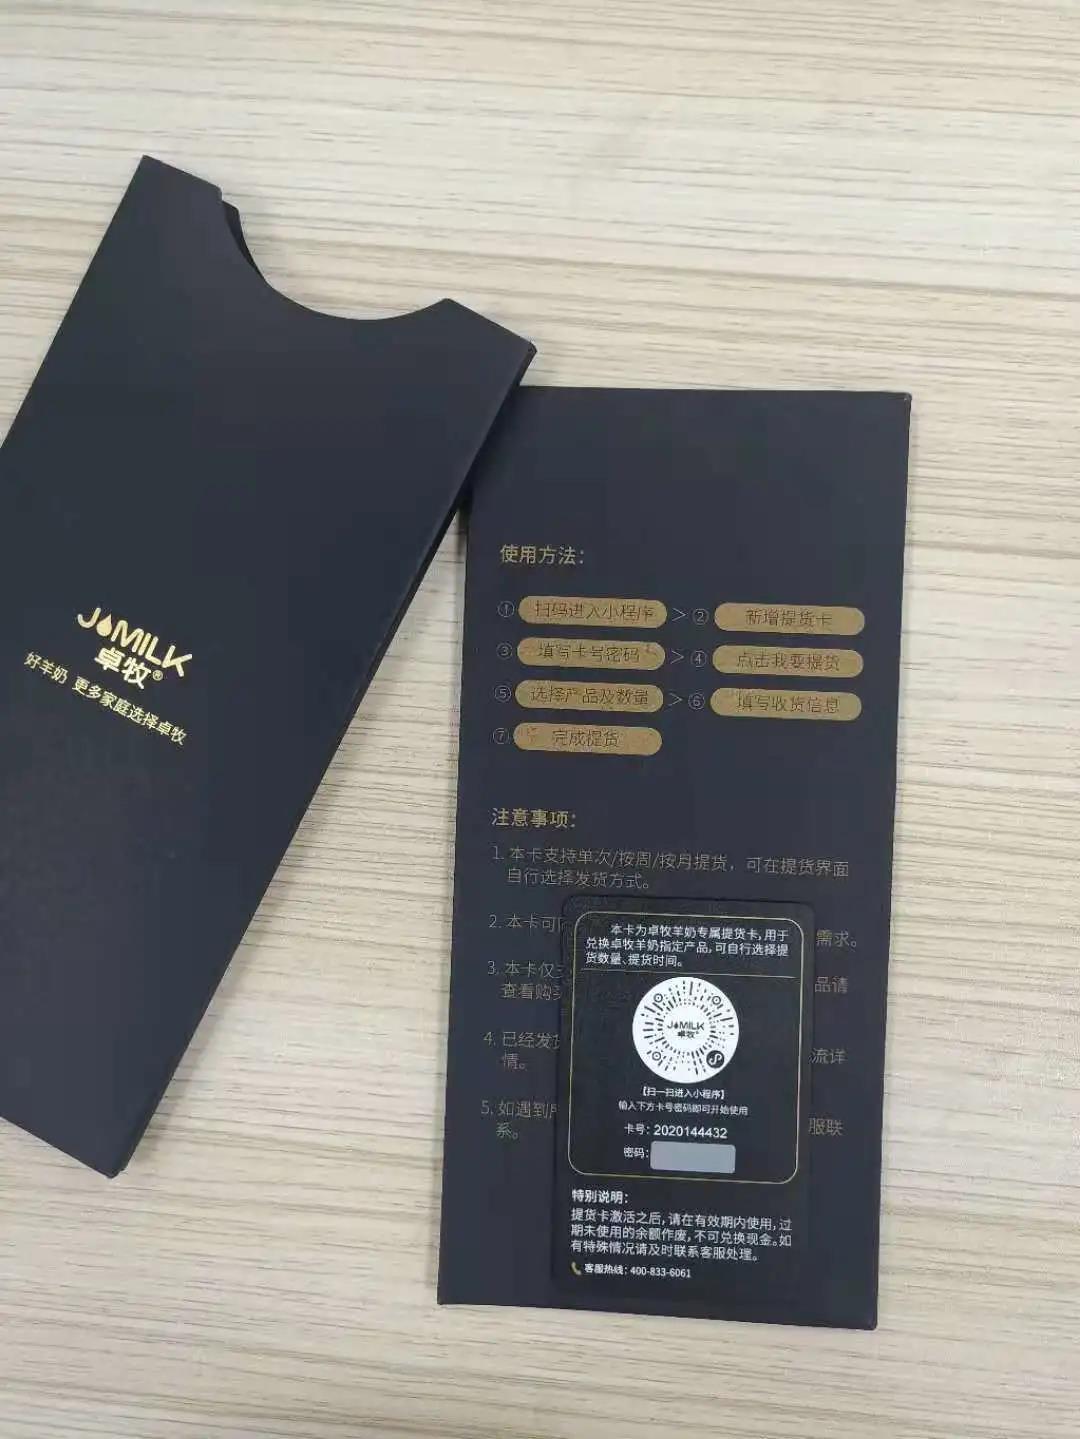 J MILK
卓牧®
好羊奶 更多家庭选择卓牧
使用方法:
① 扫码进入小程序 > ② 新增提货卡
③ 填写卡号密码 > ④ 点击我要提货
⑤ 选择产品及数量 > ⑥ 填写收货信息
⑦ 完成提货
注意事项:
1. 本卡支持单次/按周/按月提货，可在提货界面
自行选择发货方式。
2. 本卡可
需求。
3. 本卡仅
品请
查看购
4. 已经发
流详
情。
5. 如遇到
服联
系。
本卡为卓牧羊奶专属提货卡,用于
兑换卓牧羊奶指定产品,可自行选择提
货数量、提货时间。
J MILK
卓牧®
【扫一扫进入小程序】
输入下方卡号密码即可开始使用
卡号: 2020144432
密码:
特别说明:
提货卡激活之后,请在有效期内使用,过
期未使用的余额作废,不可兑换现金。如
有特殊情况请及时联系客服处理。
客服热线: 400-833-6061